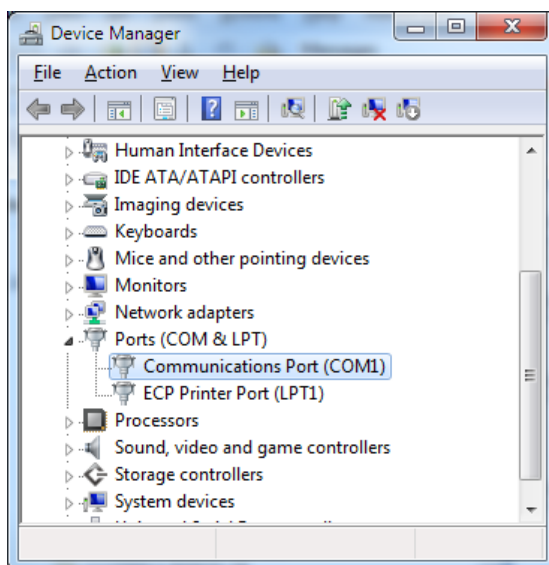 Device Manager
File Action View Help
Human Interface Devices
IDE ATA/ATAPI controllers
Imaging devices
Keyboards
Mice and other pointing devices
Monitors
Network adapters
Ports (COM & LPT)
Communications Port (COM1)
ECP Printer Port (LPT1)
Processors
Sound, video and game controllers
Storage controllers
System devices